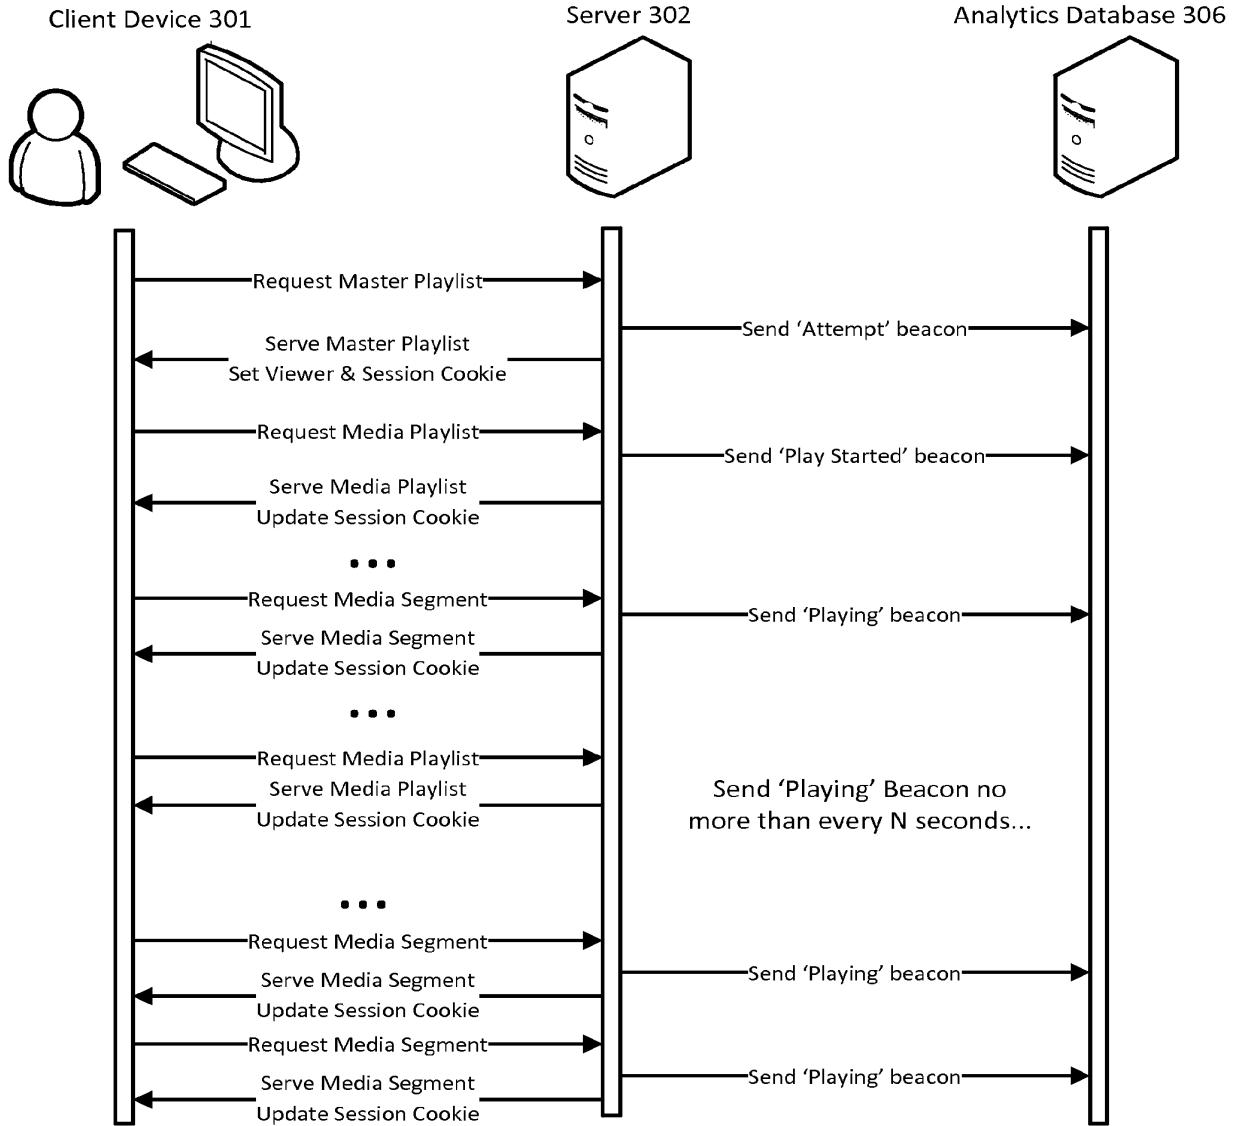 Client Device 301
Server 302
Analytics Database 306
Request Master Playlist
Send ‘Attempt’ beacon
Serve Master Playlist
Set Viewer & Session Cookie
Request Media Playlist
Send ‘Play Started’ beacon
Serve Media Playlist
Update Session Cookie
...
Request Media Segment
Send ‘Playing’ beacon
Serve Media Segment
Update Session Cookie
...
Request Media Playlist
Serve Media Playlist
Update Session Cookie
Send ‘Playing’ Beacon no
more than every N seconds...
...
Request Media Segment
Send ‘Playing’ beacon
Serve Media Segment
Update Session Cookie
Request Media Segment
Send ‘Playing’ beacon
Serve Media Segment
Update Session Cookie